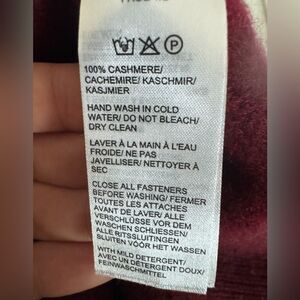 100% CASHMERE/
CACHEMIRE/ KASCHMIR/
KASJMIER
HAND WASH IN COLD
WATER/ DO NOT BLEACH/
DRY CLEAN
LAVER À LA MAIN À L'EAU
FROIDE/ NE PAS
JAVELLISER/ NETTOYER À
SEC
CLOSE ALL FASTENERS
BEFORE WASHING/ FERMER
TOUTES LES ATTACHES
AVANT DE LAVER/ ALLE
VERSCHLÜSSE VOR DEM
WASCHEN SCHLIESSEN/
ALLE RITSSLUITINGEN
SLUITEN VÓÓR HET WASSEN
WITH MILD DETERGENT/
AVEC UN DÉTERGENT DOUX/
FEINWASCHMITTEL